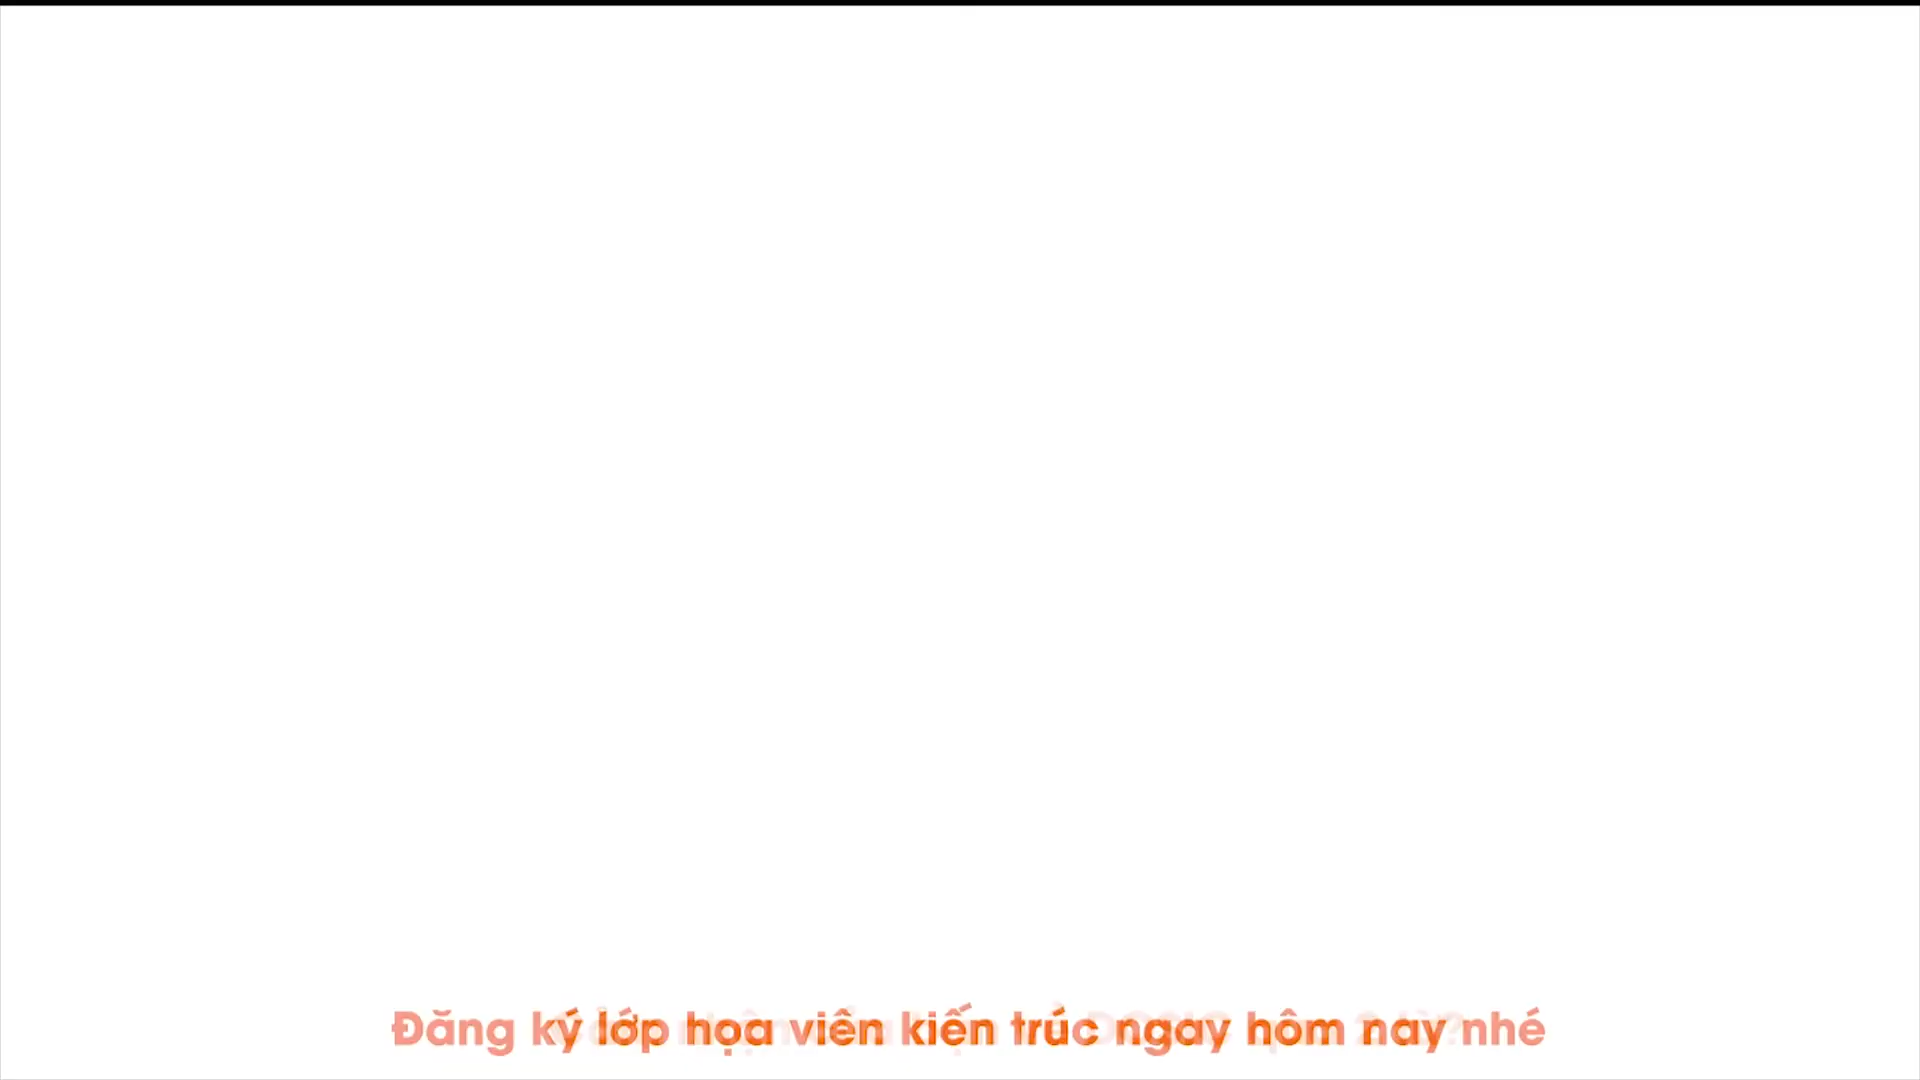 Đăng ký lớp họa viên kiến trúc ngay hôm nay nhé